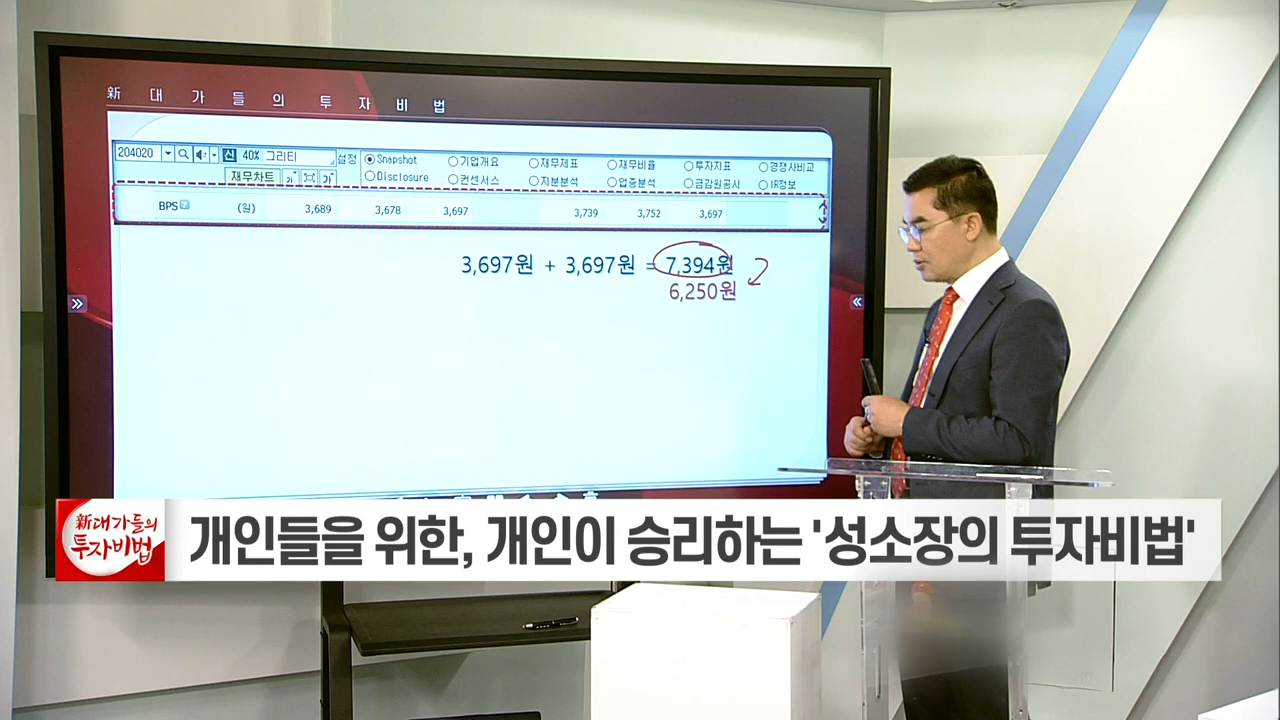 新 대 가 들 의 투 자 비 법
204020 신 40% 그리티 설정 Snapshot 기업개요 재무제표 재무비율 투자지표 경쟁사비교
재무차트 가 가 Disclosure 컨센서스 지분분석 업종분석 금감원공시 IR정보
BPS (원) 3,689 3,678 3,697 3,739 3,752 3,697
3,697원 + 3,697원 = 7,394원
6,250원
新대가들의
투자비법
개인들을 위한, 개인이 승리하는 '성소장의 투자비법'